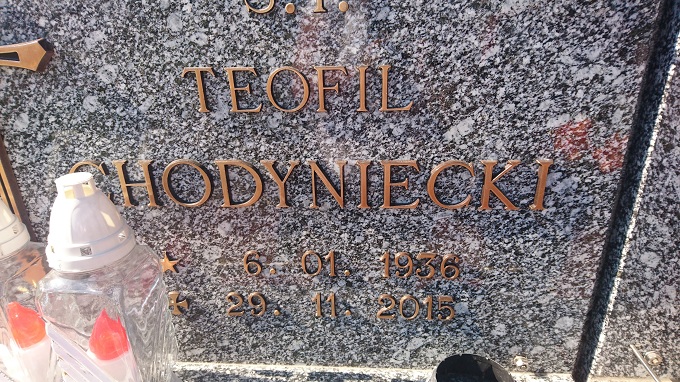 Ś.P.
TEOFIL
CHODYNIECKI
★ 6. 01. 1936
✝ 29. 11. 2015